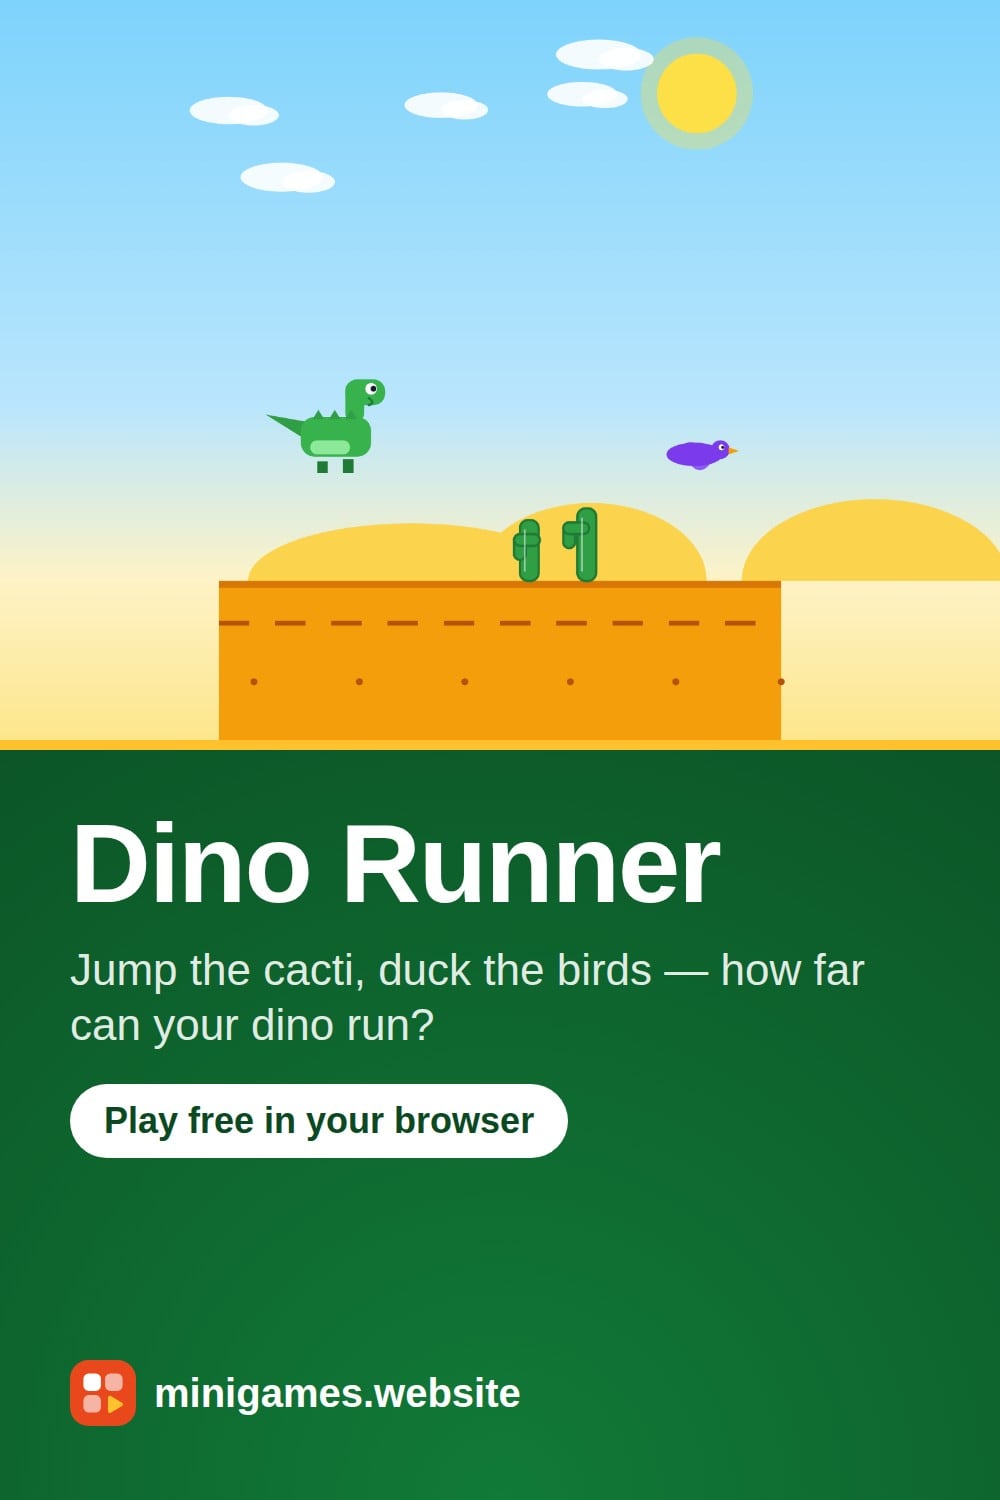 Dino Runner
Jump the cacti, duck the birds — how far
can your dino run?
Play free in your browser
minigames.website